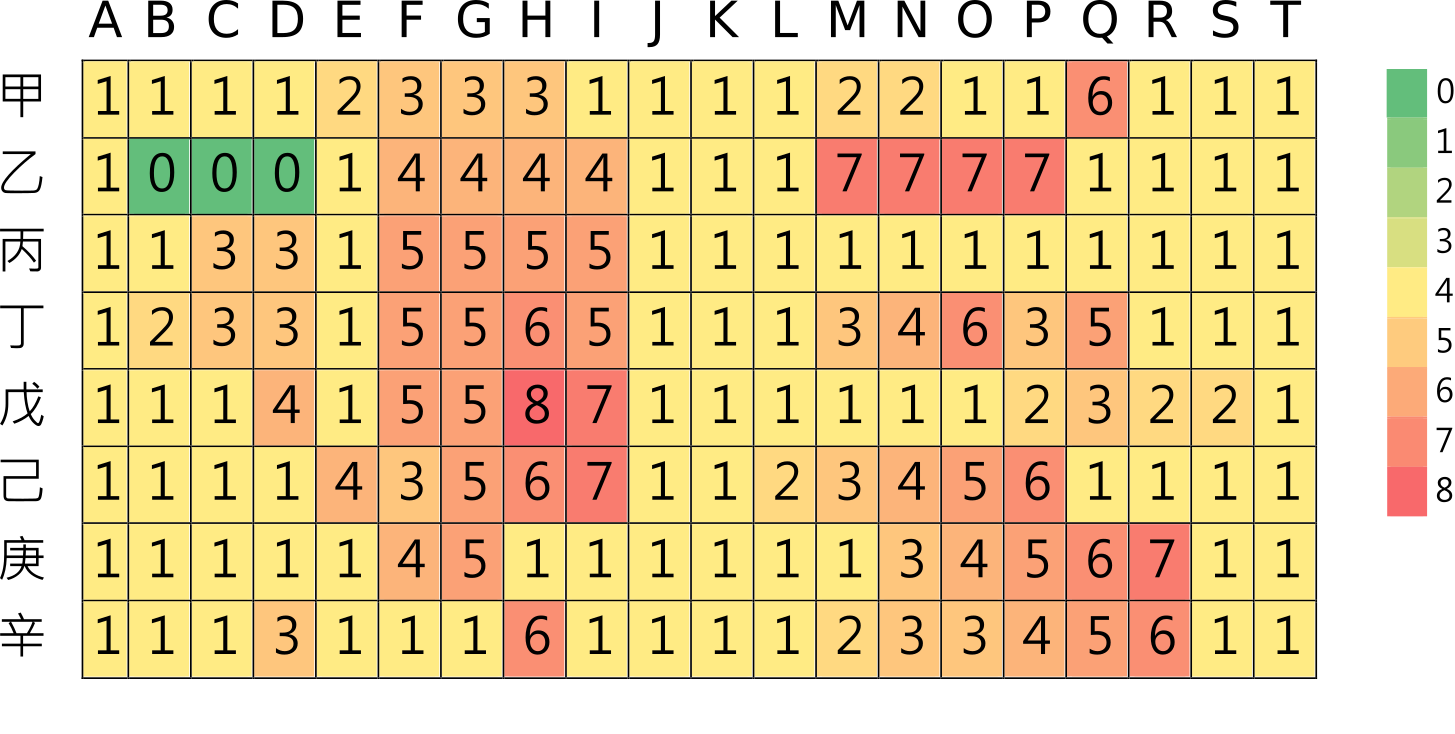 A B C D E F G H I J K L M N O P Q R S T
甲 1 1 1 1 2 3 3 3 1 1 1 1 2 2 1 1 6 1 1 1
乙 1 0 0 0 1 4 4 4 4 1 1 1 7 7 7 7 1 1 1 1
丙 1 1 3 3 1 5 5 5 5 1 1 1 1 1 1 1 1 1 1 1
丁 1 2 3 3 1 5 5 6 5 1 1 1 3 4 6 3 5 1 1 1
戊 1 1 1 4 1 5 5 8 7 1 1 1 1 1 1 2 3 2 2 1
己 1 1 1 1 4 3 5 6 7 1 1 2 3 4 5 6 1 1 1 1
庚 1 1 1 1 1 4 5 1 1 1 1 1 1 3 4 5 6 7 1 1
辛 1 1 1 3 1 1 1 6 1 1 1 1 2 3 3 4 5 6 1 1
0
1
2
3
4
5
6
7
8